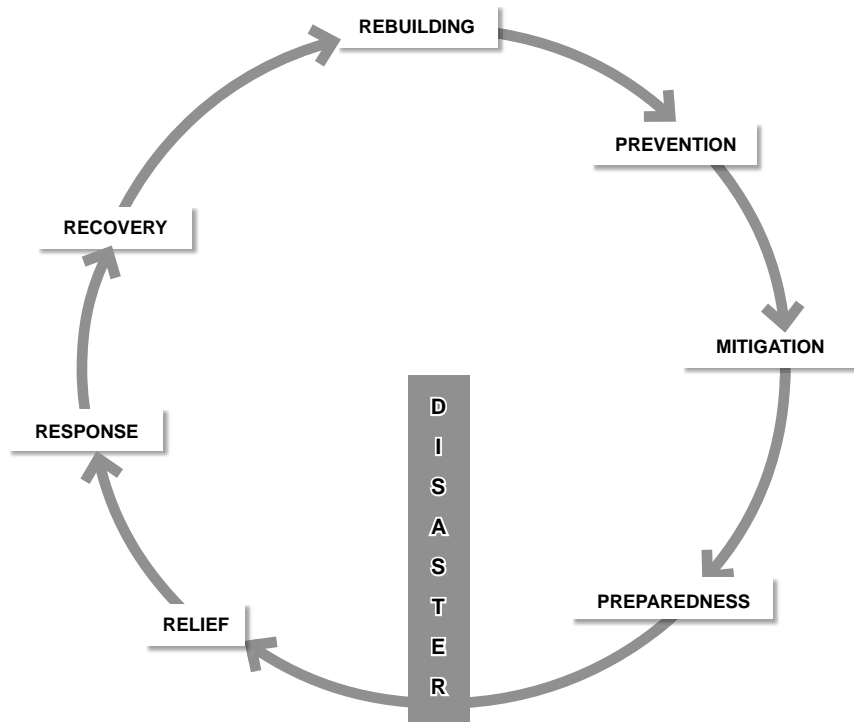 REBUILDING
PREVENTION
RECOVERY
MITIGATION
D
I
S
A
S
T
E
R
RESPONSE
PREPAREDNESS
RELIEF